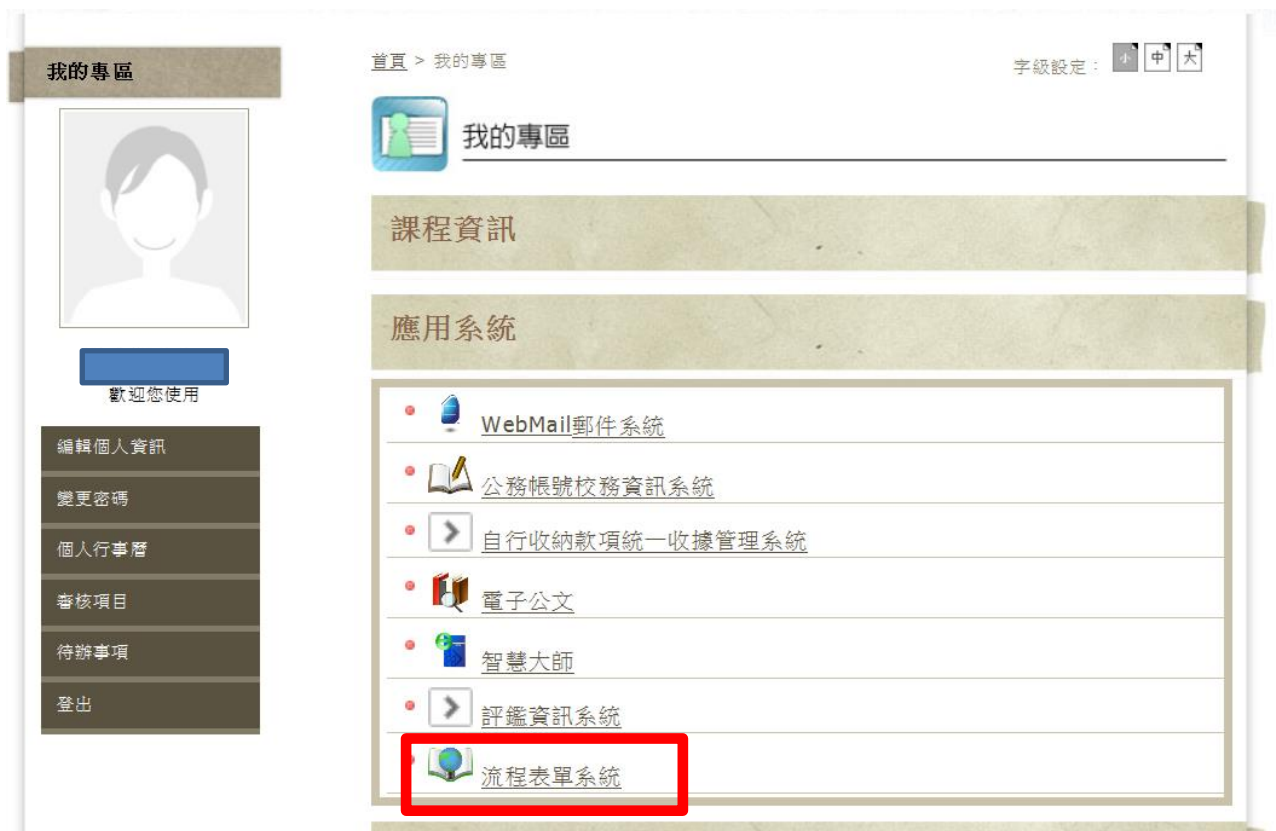 我的專區
歡迎您使用
編輯個人資訊
變更密碼
個人行事曆
審核項目
待辦事項
登出
首頁 > 我的專區
字級設定： 小 中 大
我的專區
課程資訊
應用系統
WebMail郵件系統
公務帳號校務資訊系統
自行收納款項統一收據管理系統
電子公文
智慧大師
評鑑資訊系統
流程表單系統